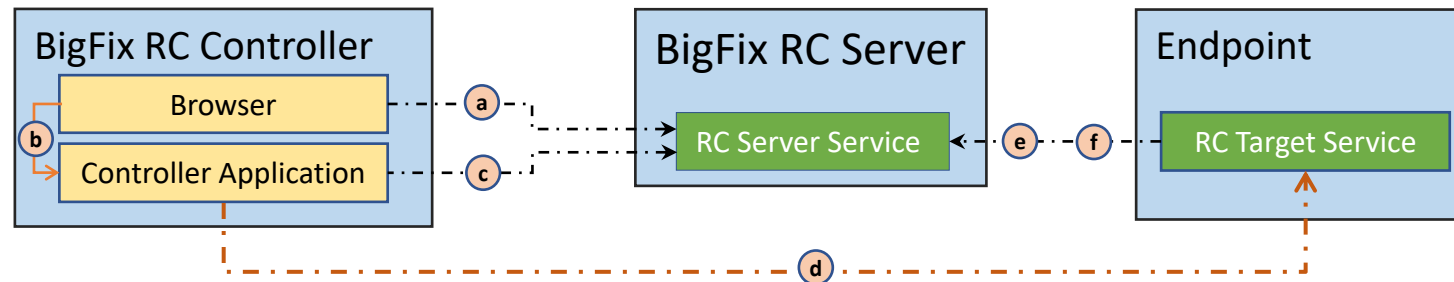 BigFix RC Controller
Browser
Controller Application
a
b
c
BigFix RC Server
RC Server Service
e
f
Endpoint
RC Target Service
d